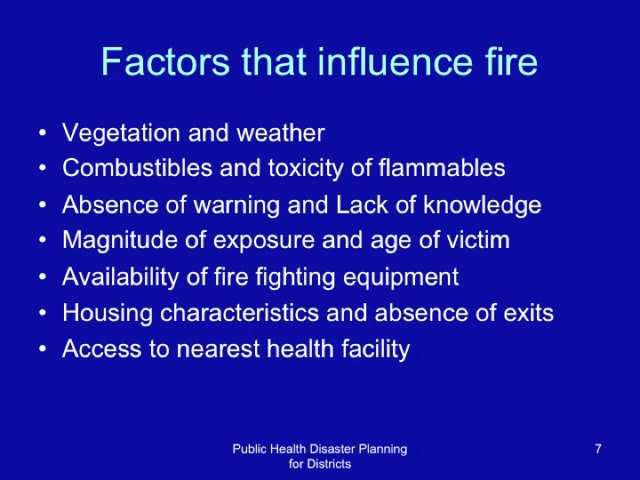 Factors that influence fire
• Vegetation and weather
• Combustibles and toxicity of flammables
• Absence of warning and Lack of knowledge
• Magnitude of exposure and age of victim
• Availability of fire fighting equipment
• Housing characteristics and absence of exits
• Access to nearest health facility
Public Health Disaster Planning
for Districts
7